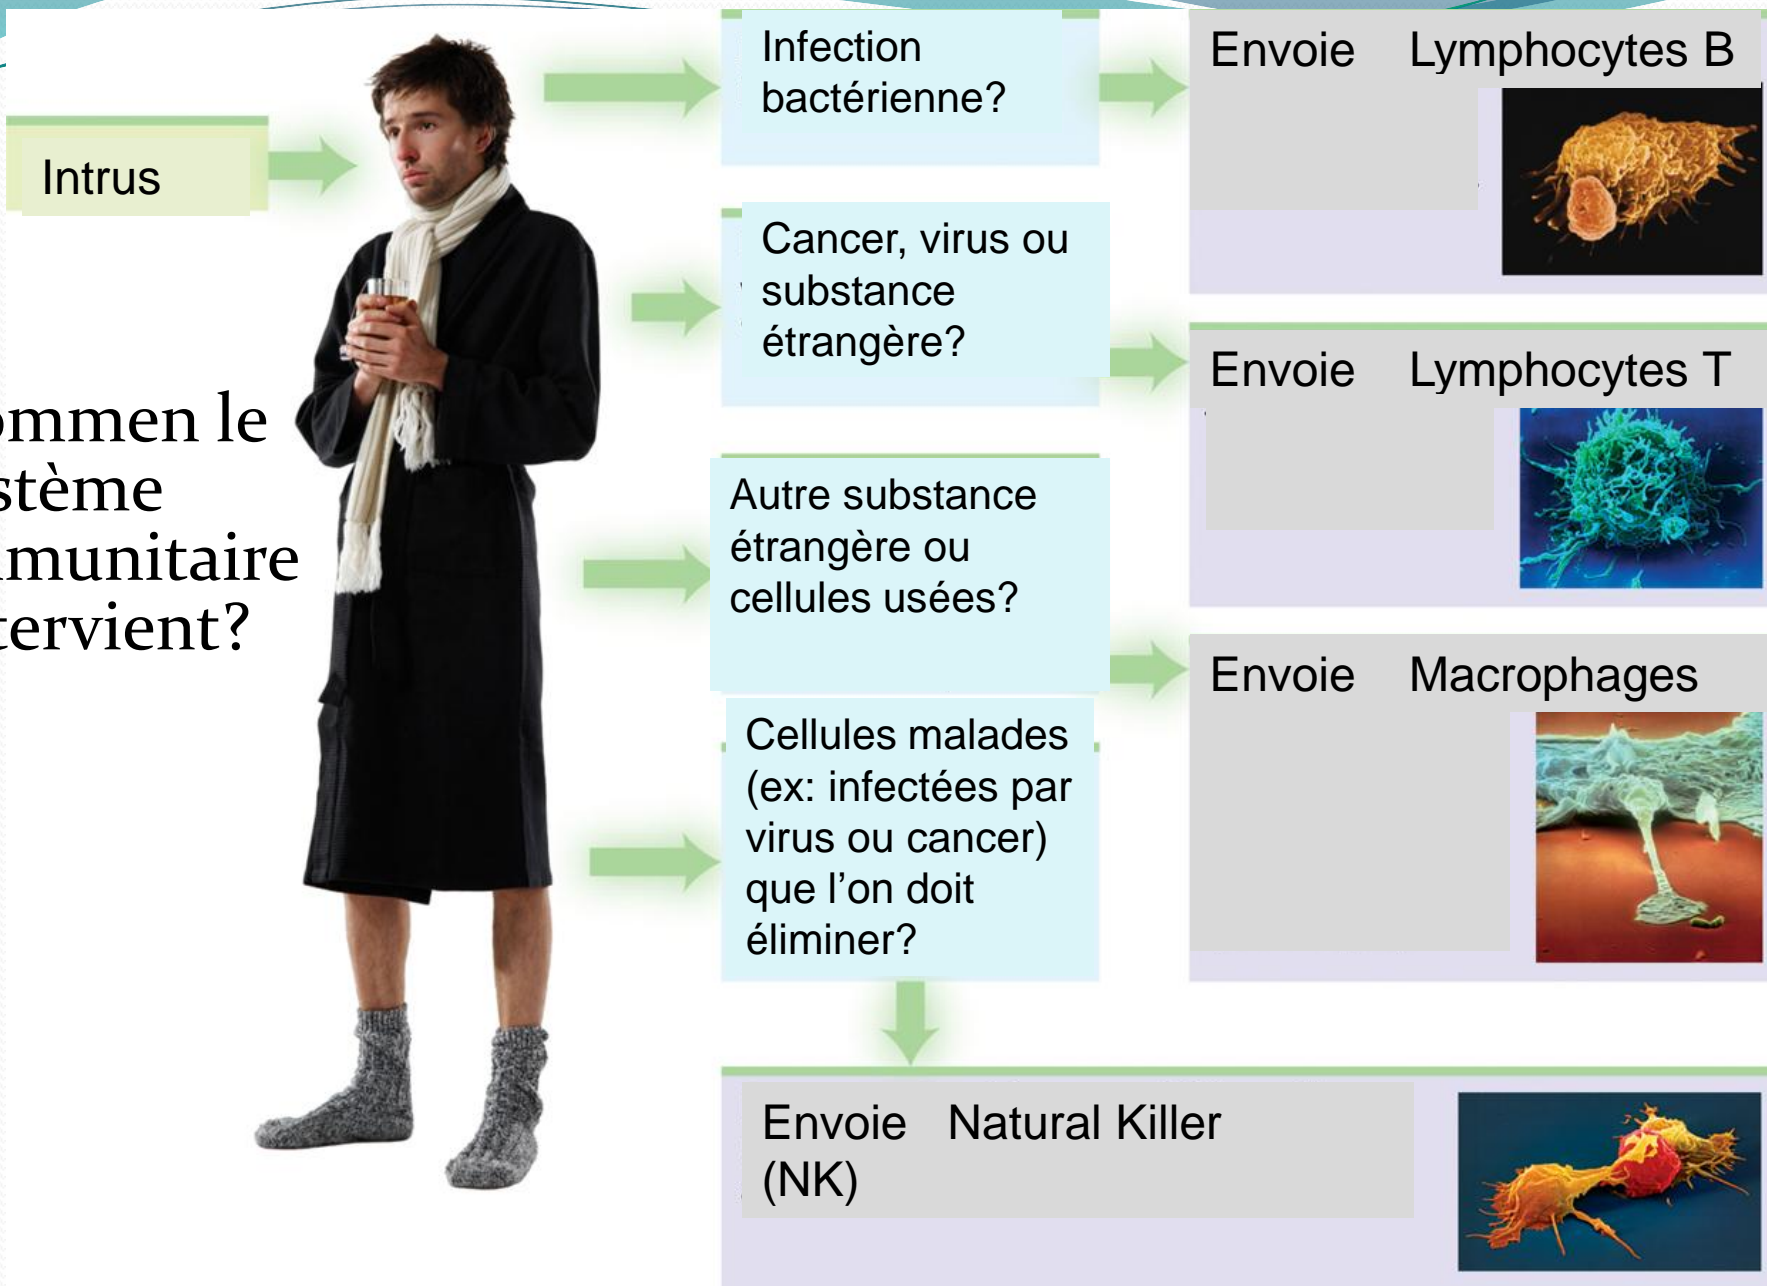 Intrus
ommen le
stème
munitaire
tervient?
Infection
bactérienne?
Cancer, virus ou
substance
étrangère?
Autre substance
étrangère ou
cellules usées?
Cellules malades
(ex: infectées par
virus ou cancer)
que l'on doit
éliminer?
Envoie Lymphocytes B
Envoie Lymphocytes T
Envoie Macrophages
Envoie Natural Killer
(NK)